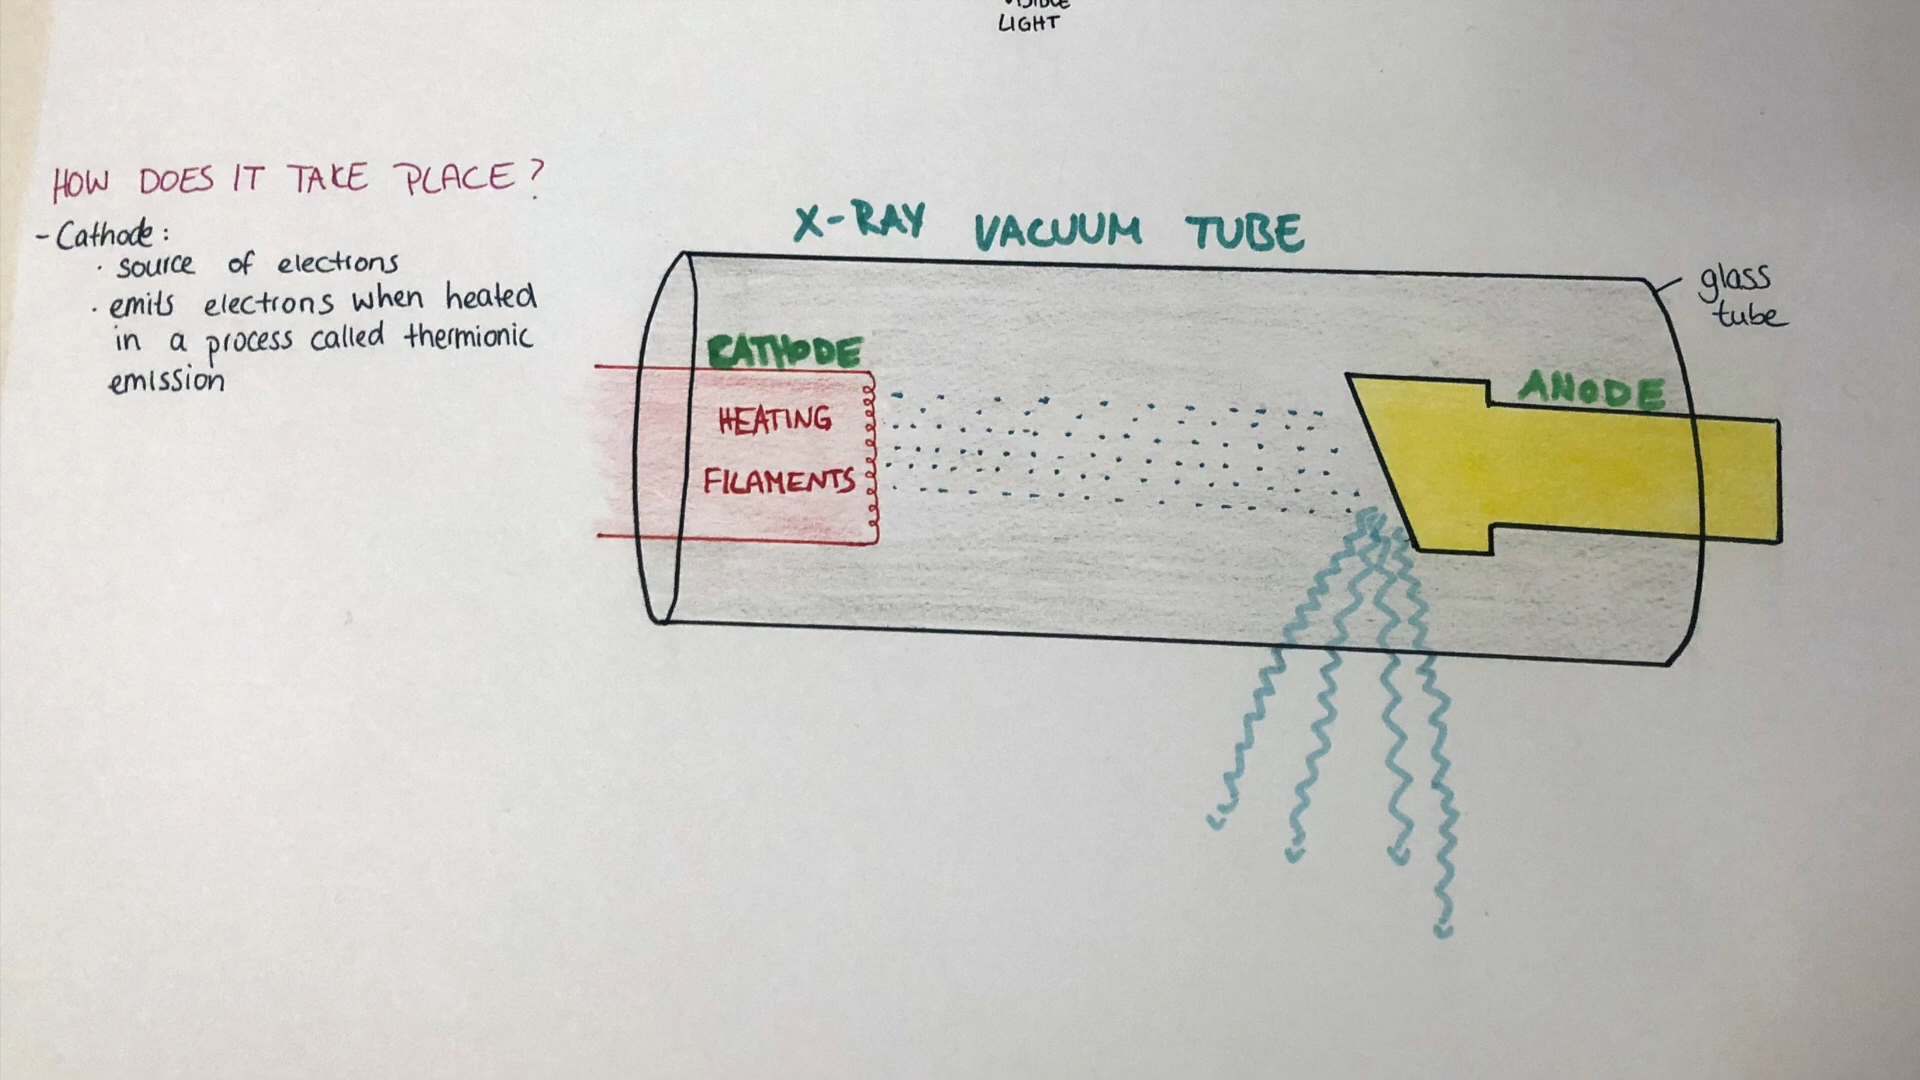 LIGHT
HOW DOES IT TAKE PLACE?
- Cathode:
· source of electrons
· emits electrons when heated
in a process called thermionic
emission
X-RAY VACUUM TUBE
glass
tube
CATHODE
HEATING
FILAMENTS
ANODE